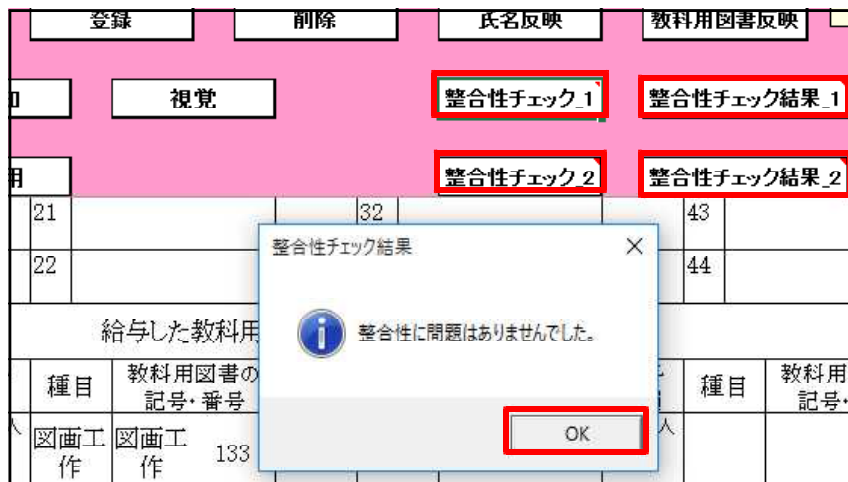 登録 削除 氏名反映 教科用図書反映
視覚 整合性チェック_1 整合性チェック結果_1
用 整合性チェック_2 整合性チェック結果_2
21 32 43
整合性チェック結果
22 44
整合性に問題はありませんでした。
給与した教科用
種目 教科用図書の 種目 教科用
記号・番号 記号・
OK
図画工 図画工 133 人
作 作